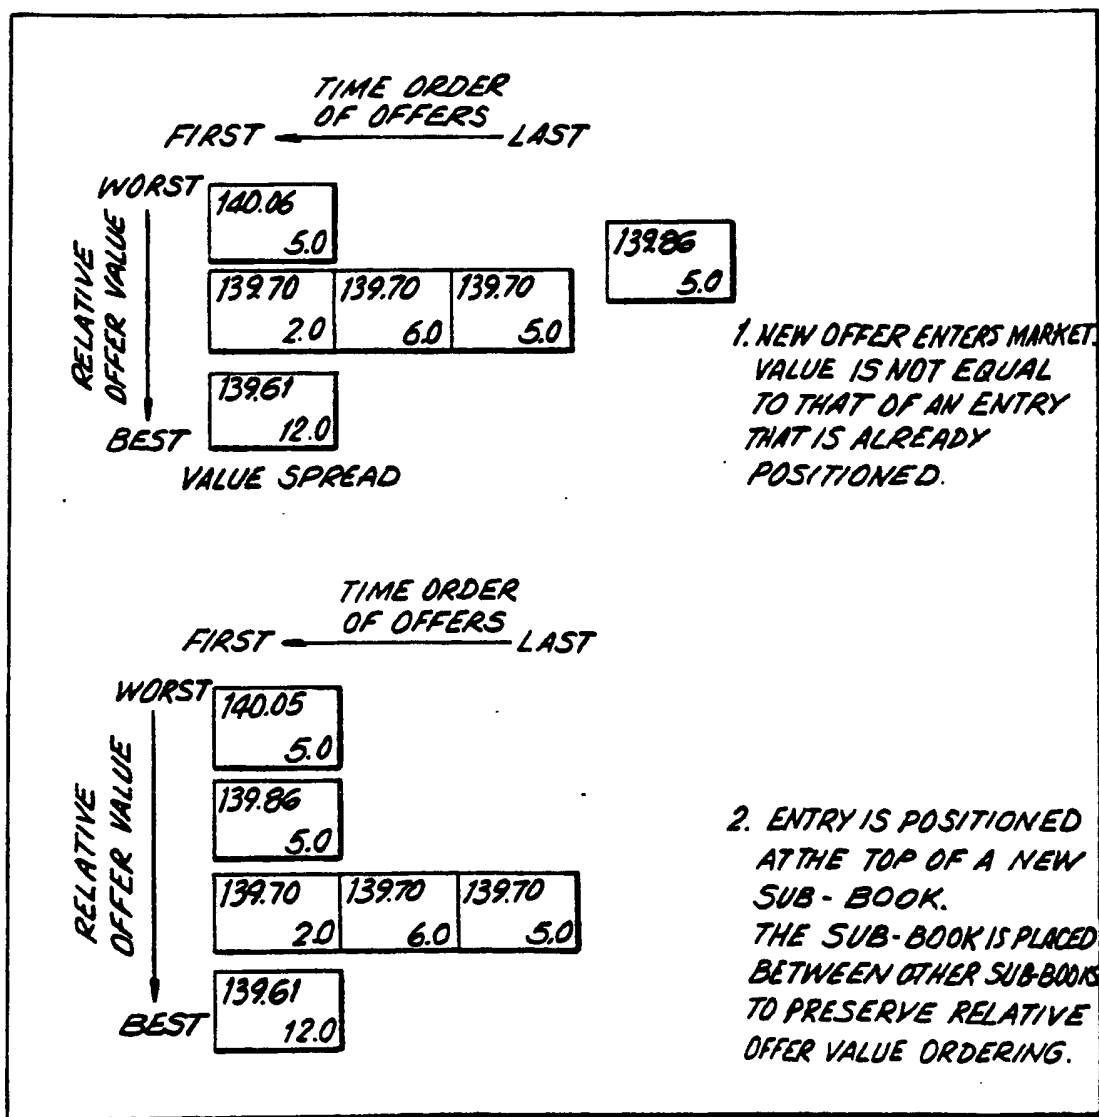 TIME ORDER
OF OFFERS
FIRST LAST
WORST
RELATIVE
OFFER VALUE
BEST
140.06
5.0
139.70 139.70 139.70
2.0 6.0 5.0
139.61
12.0
VALUE SPREAD
139.86
5.0
1. NEW OFFER ENTERS MARKET.
VALUE IS NOT EQUAL
TO THAT OF AN ENTRY
THAT IS ALREADY
POSITIONED.
TIME ORDER
OF OFFERS
FIRST LAST
WORST
RELATIVE
OFFER VALUE
BEST
140.05
5.0
139.86
5.0
139.70 139.70 139.70
2.0 6.0 5.0
139.61
12.0
2. ENTRY IS POSITIONED
AT THE TOP OF A NEW
SUB-BOOK.
THE SUB-BOOK IS PLACED
BETWEEN OTHER SUB-BOOKS
TO PRESERVE RELATIVE
OFFER VALUE ORDERING.